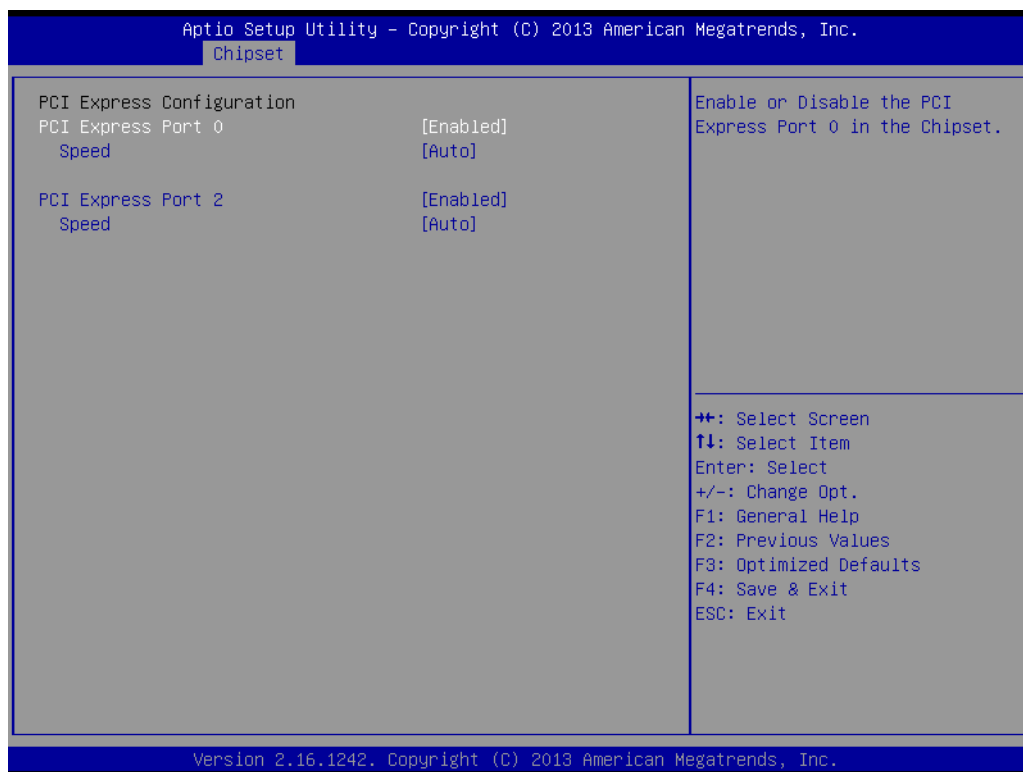 Aptio Setup Utility – Copyright (C) 2013 American Megatrends, Inc.
Chipset
PCI Express Configuration
PCI Express Port 0 [Enabled]
Speed [Auto]
PCI Express Port 2 [Enabled]
Speed [Auto]
Enable or Disable the PCI
Express Port 0 in the Chipset.
→←: Select Screen
↑↓: Select Item
Enter: Select
+/-: Change Opt.
F1: General Help
F2: Previous Values
F3: Optimized Defaults
F4: Save & Exit
ESC: Exit
Version 2.16.1242. Copyright (C) 2013 American Megatrends, Inc.